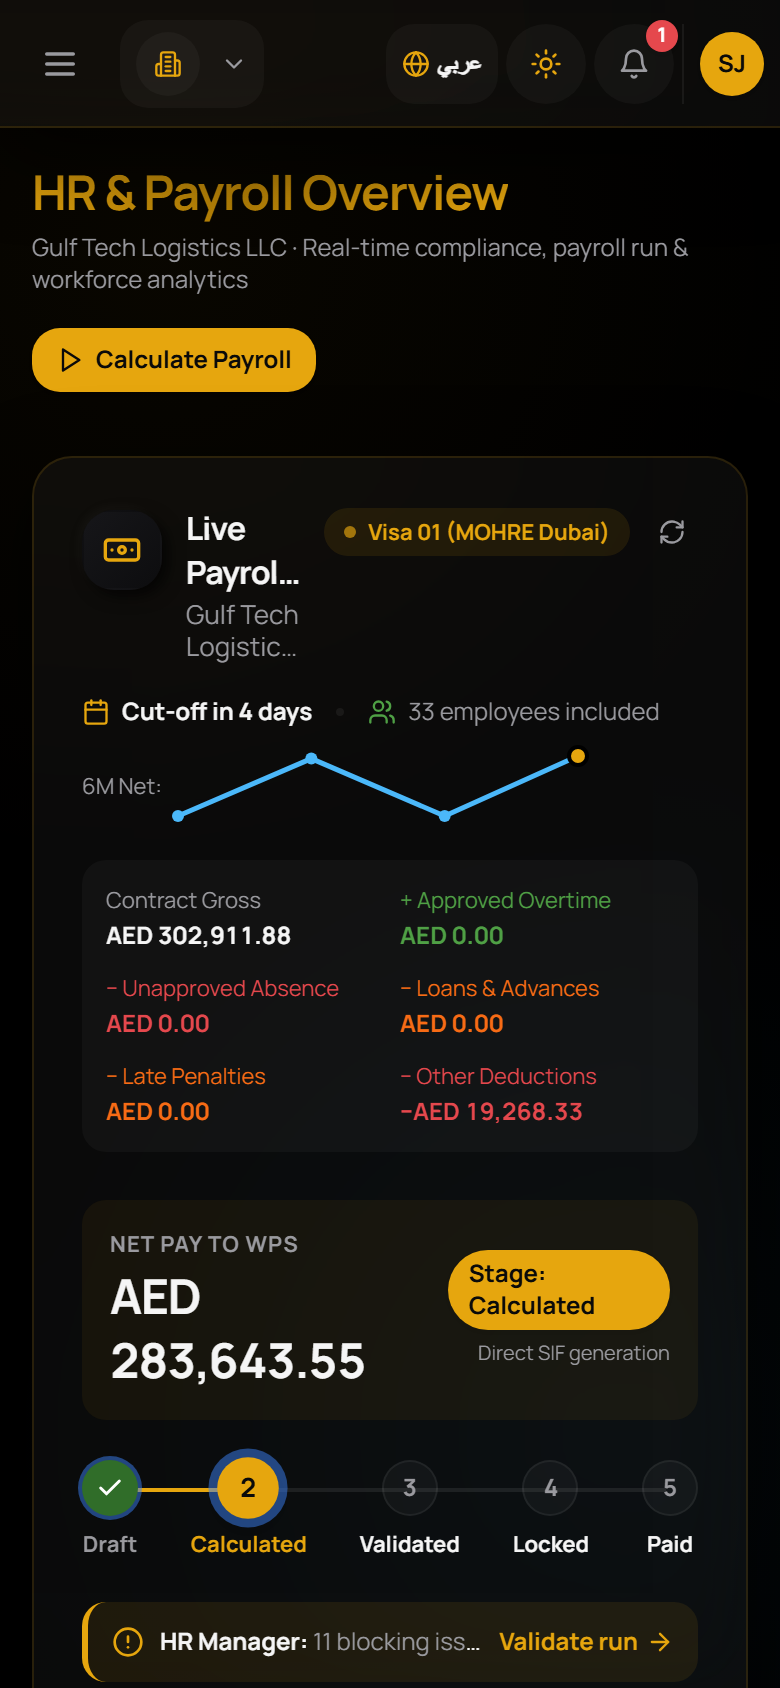 عربي
1
SJ
HR & Payroll Overview
Gulf Tech Logistics LLC · Real-time compliance, payroll run &
workforce analytics
Calculate Payroll
Live
Payrol...
Visa 01 (MOHRE Dubai)
Gulf Tech
Logistic...
Cut-off in 4 days
33 employees included
6M Net:
Contract Gross
AED 302,911.88
+ Approved Overtime
AED 0.00
− Unapproved Absence
AED 0.00
− Loans & Advances
AED 0.00
− Late Penalties
AED 0.00
− Other Deductions
−AED 19,268.33
NET PAY TO WPS
AED
283,643.55
Stage:
Calculated
Direct SIF generation
2
3
4
5
Draft
Calculated
Validated
Locked
Paid
HR Manager: 11 blocking iss...
Validate run →